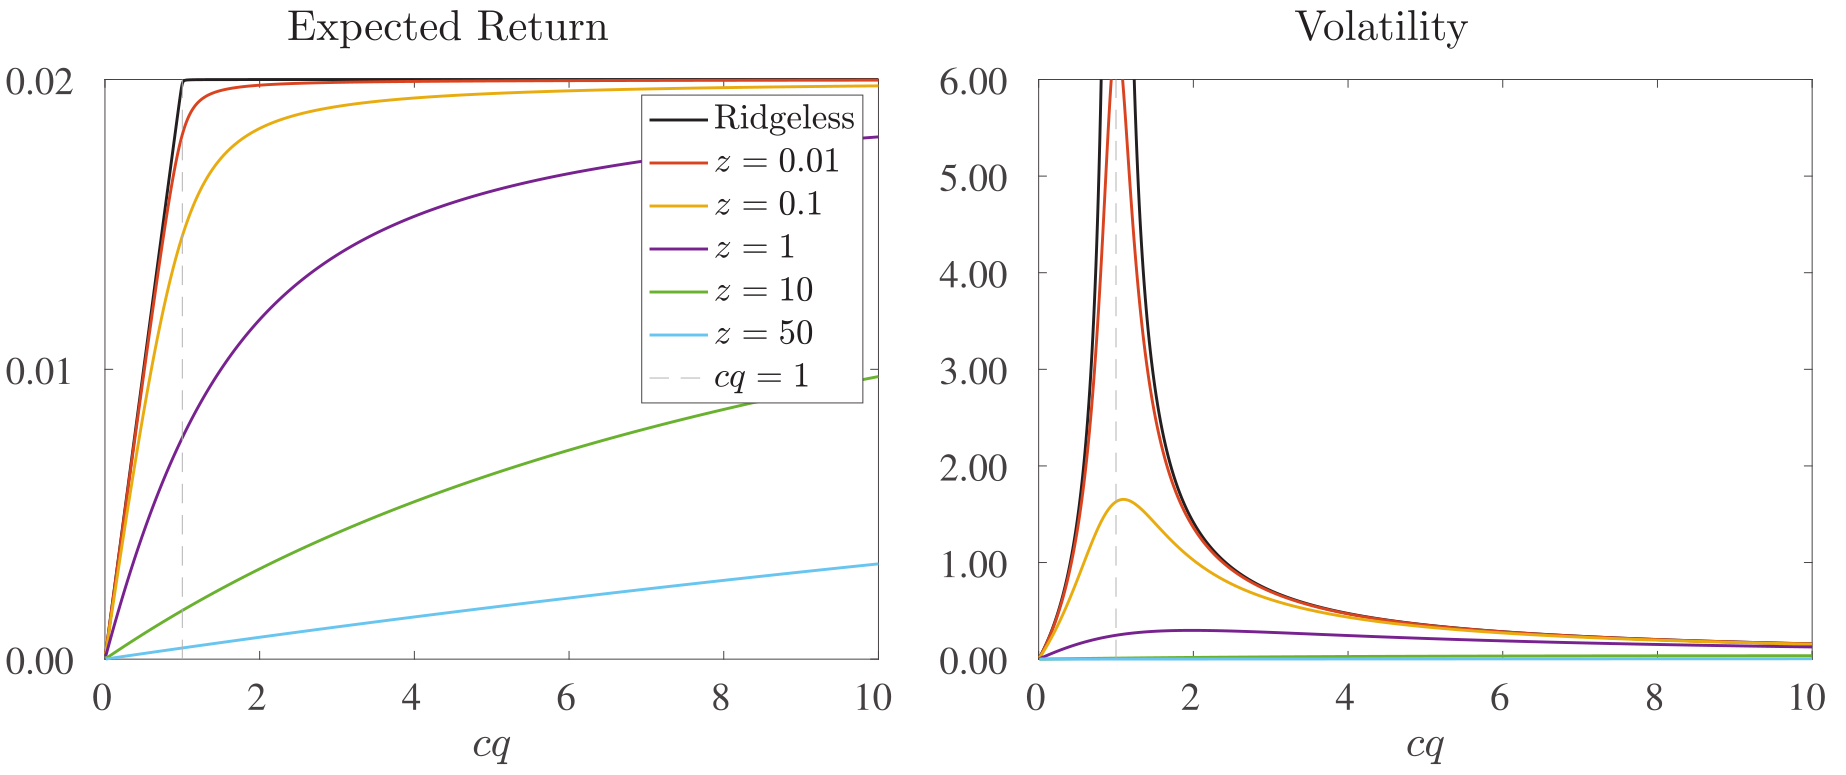 Expected Return
0.02
0.01
0.00
0 2 4 6 8 10
cq
Ridgeless
z = 0.01
z = 0.1
z = 1
z = 10
z = 50
cq = 1
Volatility
6.00
5.00
4.00
3.00
2.00
1.00
0.00
0 2 4 6 8 10
cq